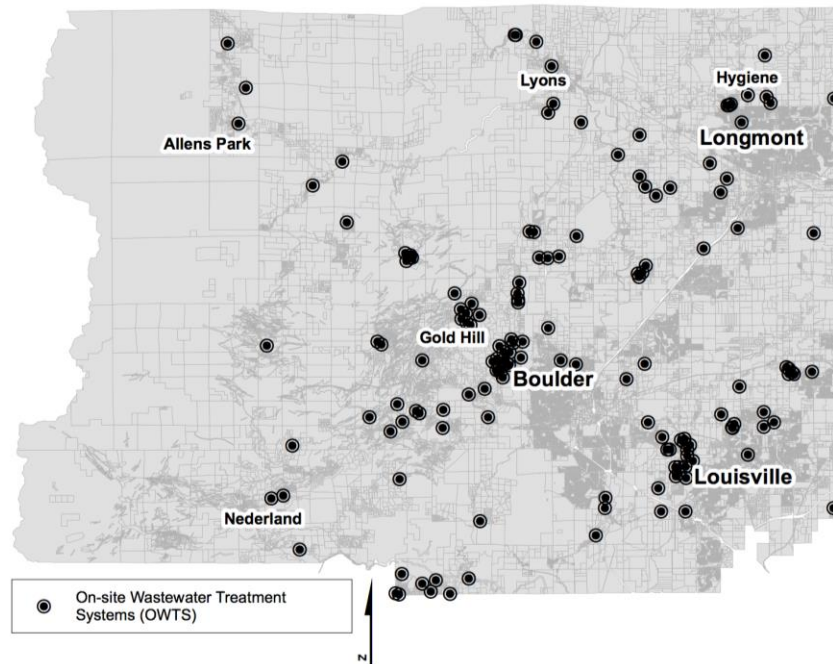 Lyons
Hygiene
Allens Park
Longmont
Gold Hill
Boulder
Louisville
Nederland
On-site Wastewater Treatment
Systems (OWTS)
N